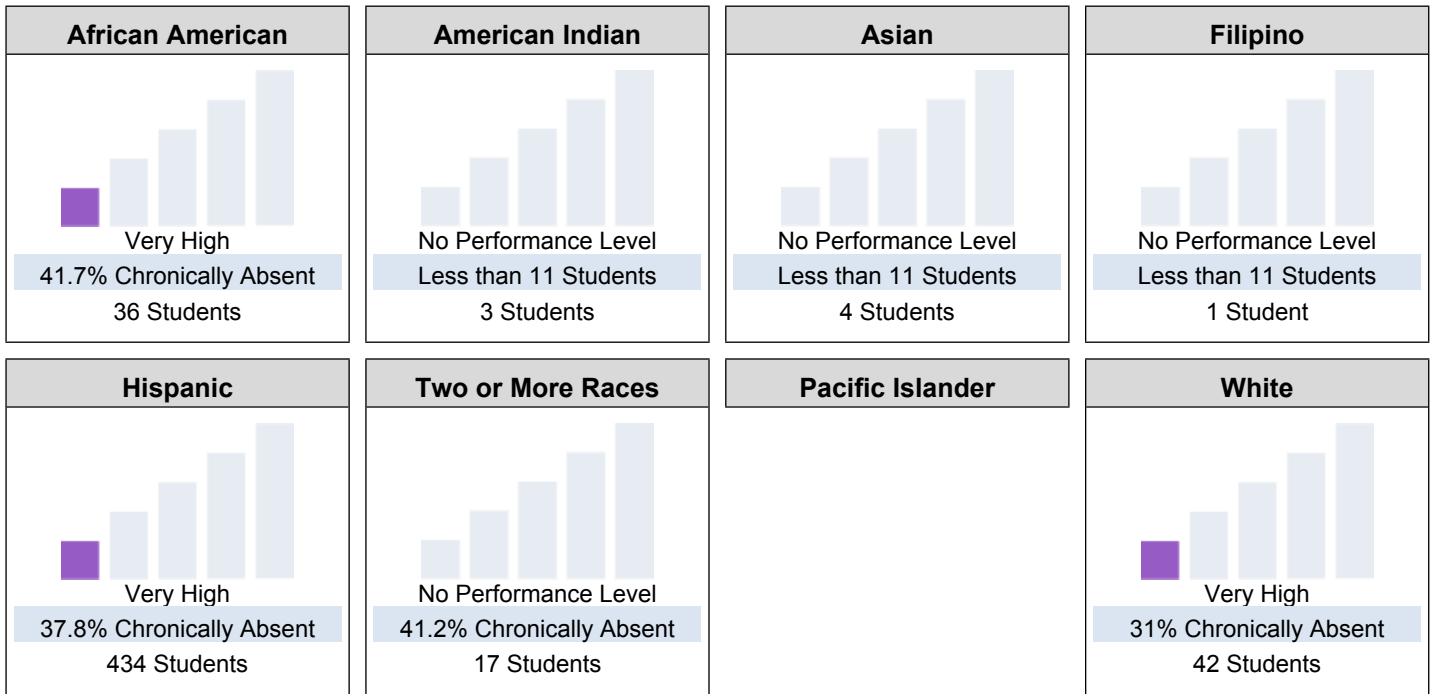 African American
Very High
41.7% Chronically Absent
36 Students
American Indian
No Performance Level
Less than 11 Students
3 Students
Asian
No Performance Level
Less than 11 Students
4 Students
Filipino
No Performance Level
Less than 11 Students
1 Student
Hispanic
Very High
37.8% Chronically Absent
434 Students
Two or More Races
No Performance Level
41.2% Chronically Absent
17 Students
Pacific Islander
White
Very High
31% Chronically Absent
42 Students